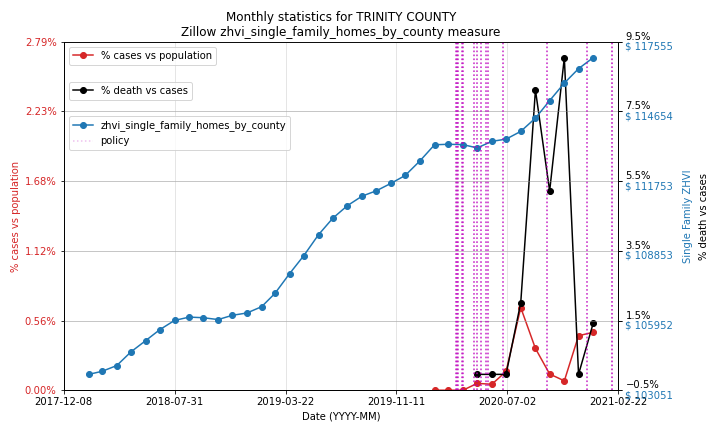 Monthly statistics for TRINITY COUNTY
Zillow zhvi_single_family_homes_by_county measure
% cases vs population
% death vs cases
zhvi_single_family_homes_by_county
policy
2.79%
2.23%
1.68%
1.12%
0.56%
0.00%
% cases vs population
9.5%
$ 117555
7.5%
$ 114654
5.5%
$ 111753
3.5%
$ 108853
1.5%
$ 105952
−0.5%
$ 103051
Single Family ZHVI
% death vs cases
2017-12-08
2018-07-31
2019-03-22
2019-11-11
2020-07-02
2021-02-22
Date (YYYY-MM)